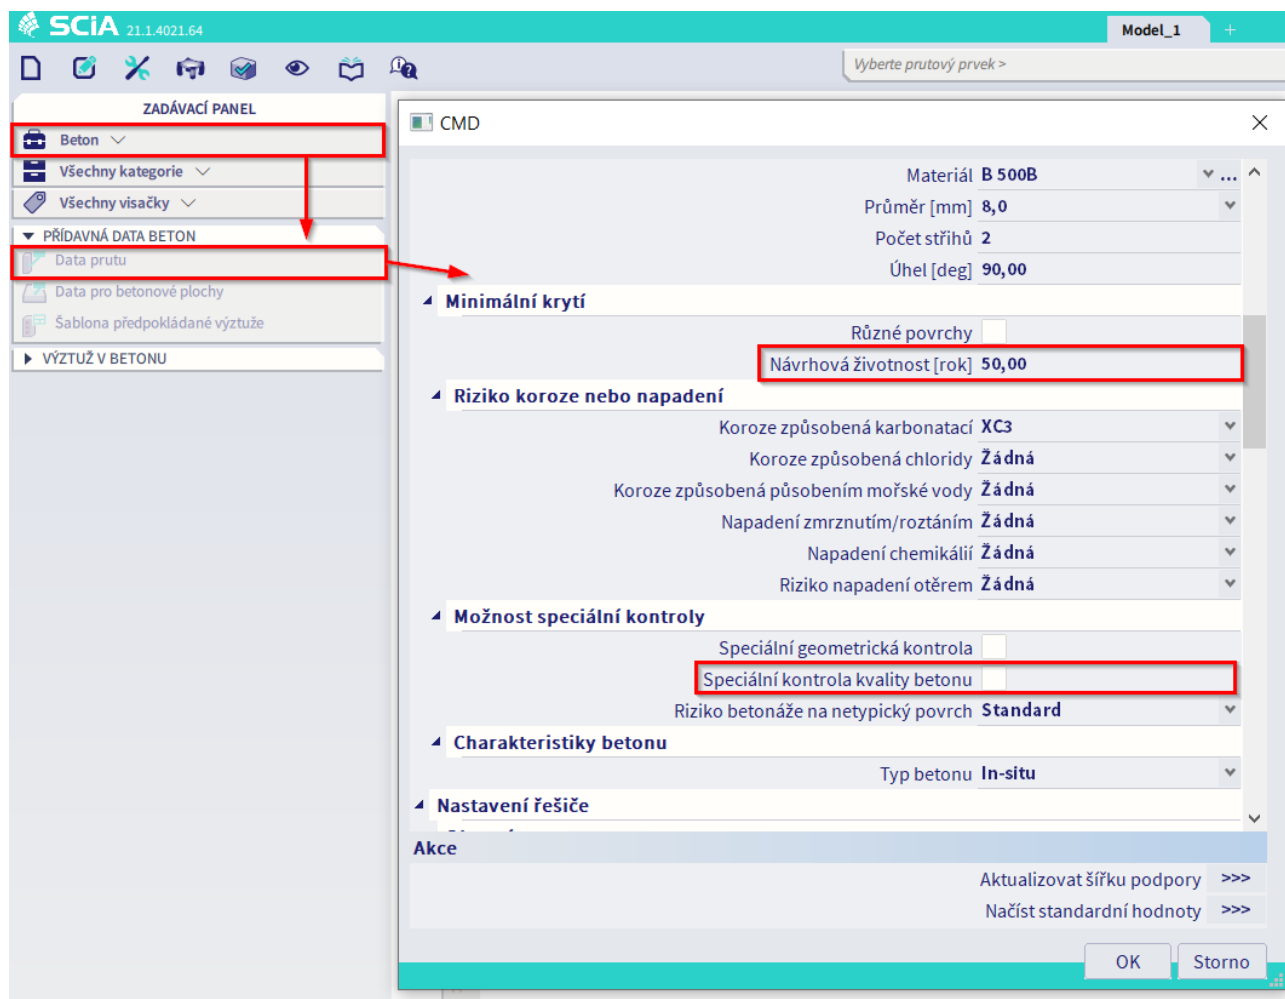 SCiA 21.1.4021.64
Model_1 +
Vyberte prutový prvek >
ZADÁVACÍ PANEL
Beton
Všechny kategorie
Všechny visačky
PŘÍDAVNÁ DATA BETON
Data prutu
Data pro betonové plochy
Šablona předpokládané výztuže
VÝZTUŽ V BETONU
CMD
Materiál B 500B ...
Průměr [mm] 8,0
Počet střihů 2
Úhel [deg] 90,00
Minimální krytí
Různé povrchy
Návrhová životnost [rok] 50,00
Riziko koroze nebo napadení
Koroze způsobená karbonatací XC3
Koroze způsobená chloridy Žádná
Koroze způsobená působením mořské vody Žádná
Napadení zmrznutím/roztáním Žádná
Napadení chemikálií Žádná
Riziko napadení otěrem Žádná
Možnost speciální kontroly
Speciální geometrická kontrola
Speciální kontrola kvality betonu
Riziko betonáže na netypický povrch Standard
Charakteristiky betonu
Typ betonu In-situ
Nastavení řešiče
Akce
Aktualizovat šířku podpory >>>
Načíst standardní hodnoty >>>
OK Storno